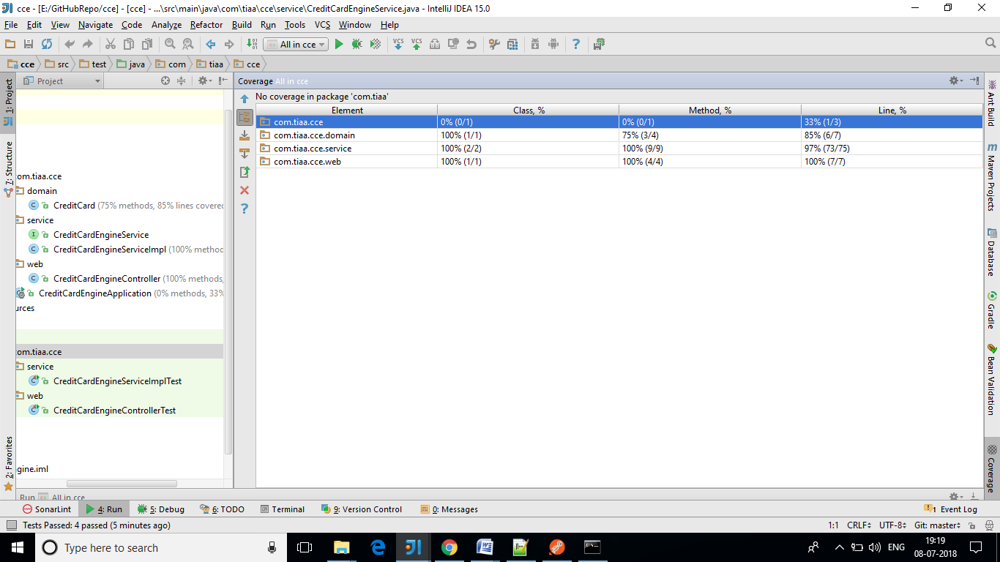 cce - [E:/GitHubRepo/cce] - [cce] - ...\src\main\java\com\tiaa\cce\service\CreditCardEngineService.java - IntelliJ IDEA 15.0
File Edit View Navigate Code Analyze Refactor Build Run Tools VCS Window Help
All in cce
cce src test java com tiaa cce
Project
Coverage All in cce
No coverage in package 'com.tiaa'
Element Class, % Method, % Line, %
com.tiaa.cce 0% (0/1) 0% (0/1) 33% (1/3)
com.tiaa.cce.domain 100% (1/1) 75% (3/4) 85% (6/7)
com.tiaa.cce.service 100% (2/2) 100% (9/9) 97% (73/75)
com.tiaa.cce.web 100% (1/1) 100% (4/4) 100% (7/7)
1: Project
7: Structure
2: Favorites
com.tiaa.cce
domain
CreditCard (75% methods, 85% lines covered
service
CreditCardEngineService
CreditCardEngineServiceImpl (100% method
web
CreditCardEngineController (100% methods,
CreditCardEngineApplication (0% methods, 33%
urces
com.tiaa.cce
service
CreditCardEngineServiceImplTest
web
CreditCardEngineControllerTest
ngine.iml
Ant Build
Maven Projects
Database
Gradle
Bean Validation
Coverage
Run All in cce
SonarLint 4: Run 5: Debug 6: TODO Terminal 9: Version Control 0: Messages 1 Event Log
Tests Passed: 4 passed (5 minutes ago) 1:1 CRLF UTF-8 Git: master
Type here to search
ENG
19:19
08-07-2018